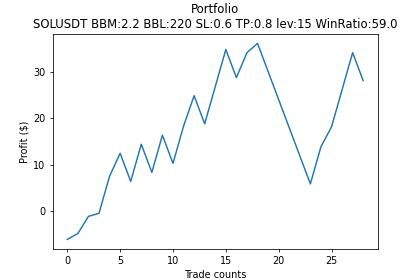 Portfolio
SOLUSDT BBM:2.2 BBL:220 SL:0.6 TP:0.8 lev:15 WinRatio:59.0
30
20
10
0
Profit ($)
0 5 10 15 20 25
Trade counts